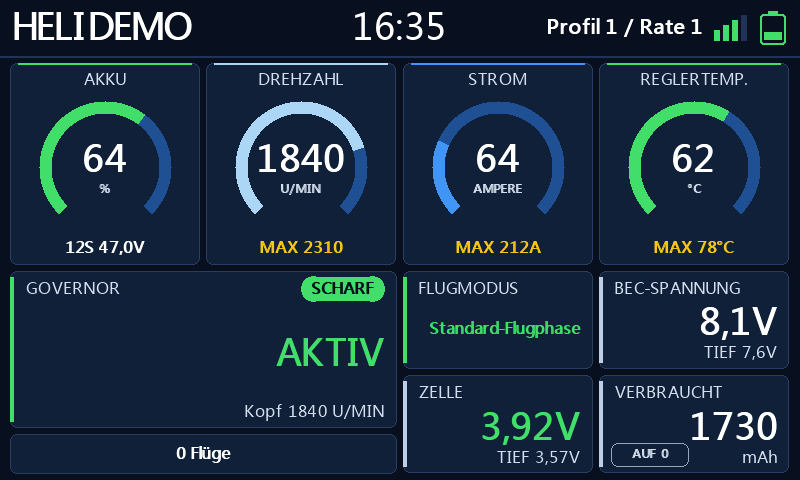 HELI DEMO
16:35
Profil 1 / Rate 1
AKKU
64
%
12S 47,0V
DREHZAHL
1840
U/MIN
MAX 2310
STROM
64
AMPERE
MAX 212A
REGLERTEMP.
62
°C
MAX 78°C
GOVERNOR
SCHARF
AKTIV
Kopf 1840 U/MIN
0 Flüge
FLUGMODUS
Standard-Flugphase
BEC-SPANNUNG
8,1V
TIEF 7,6V
ZELLE
3,92V
TIEF 3,57V
VERBRAUCHT
1730
AUF 0
mAh